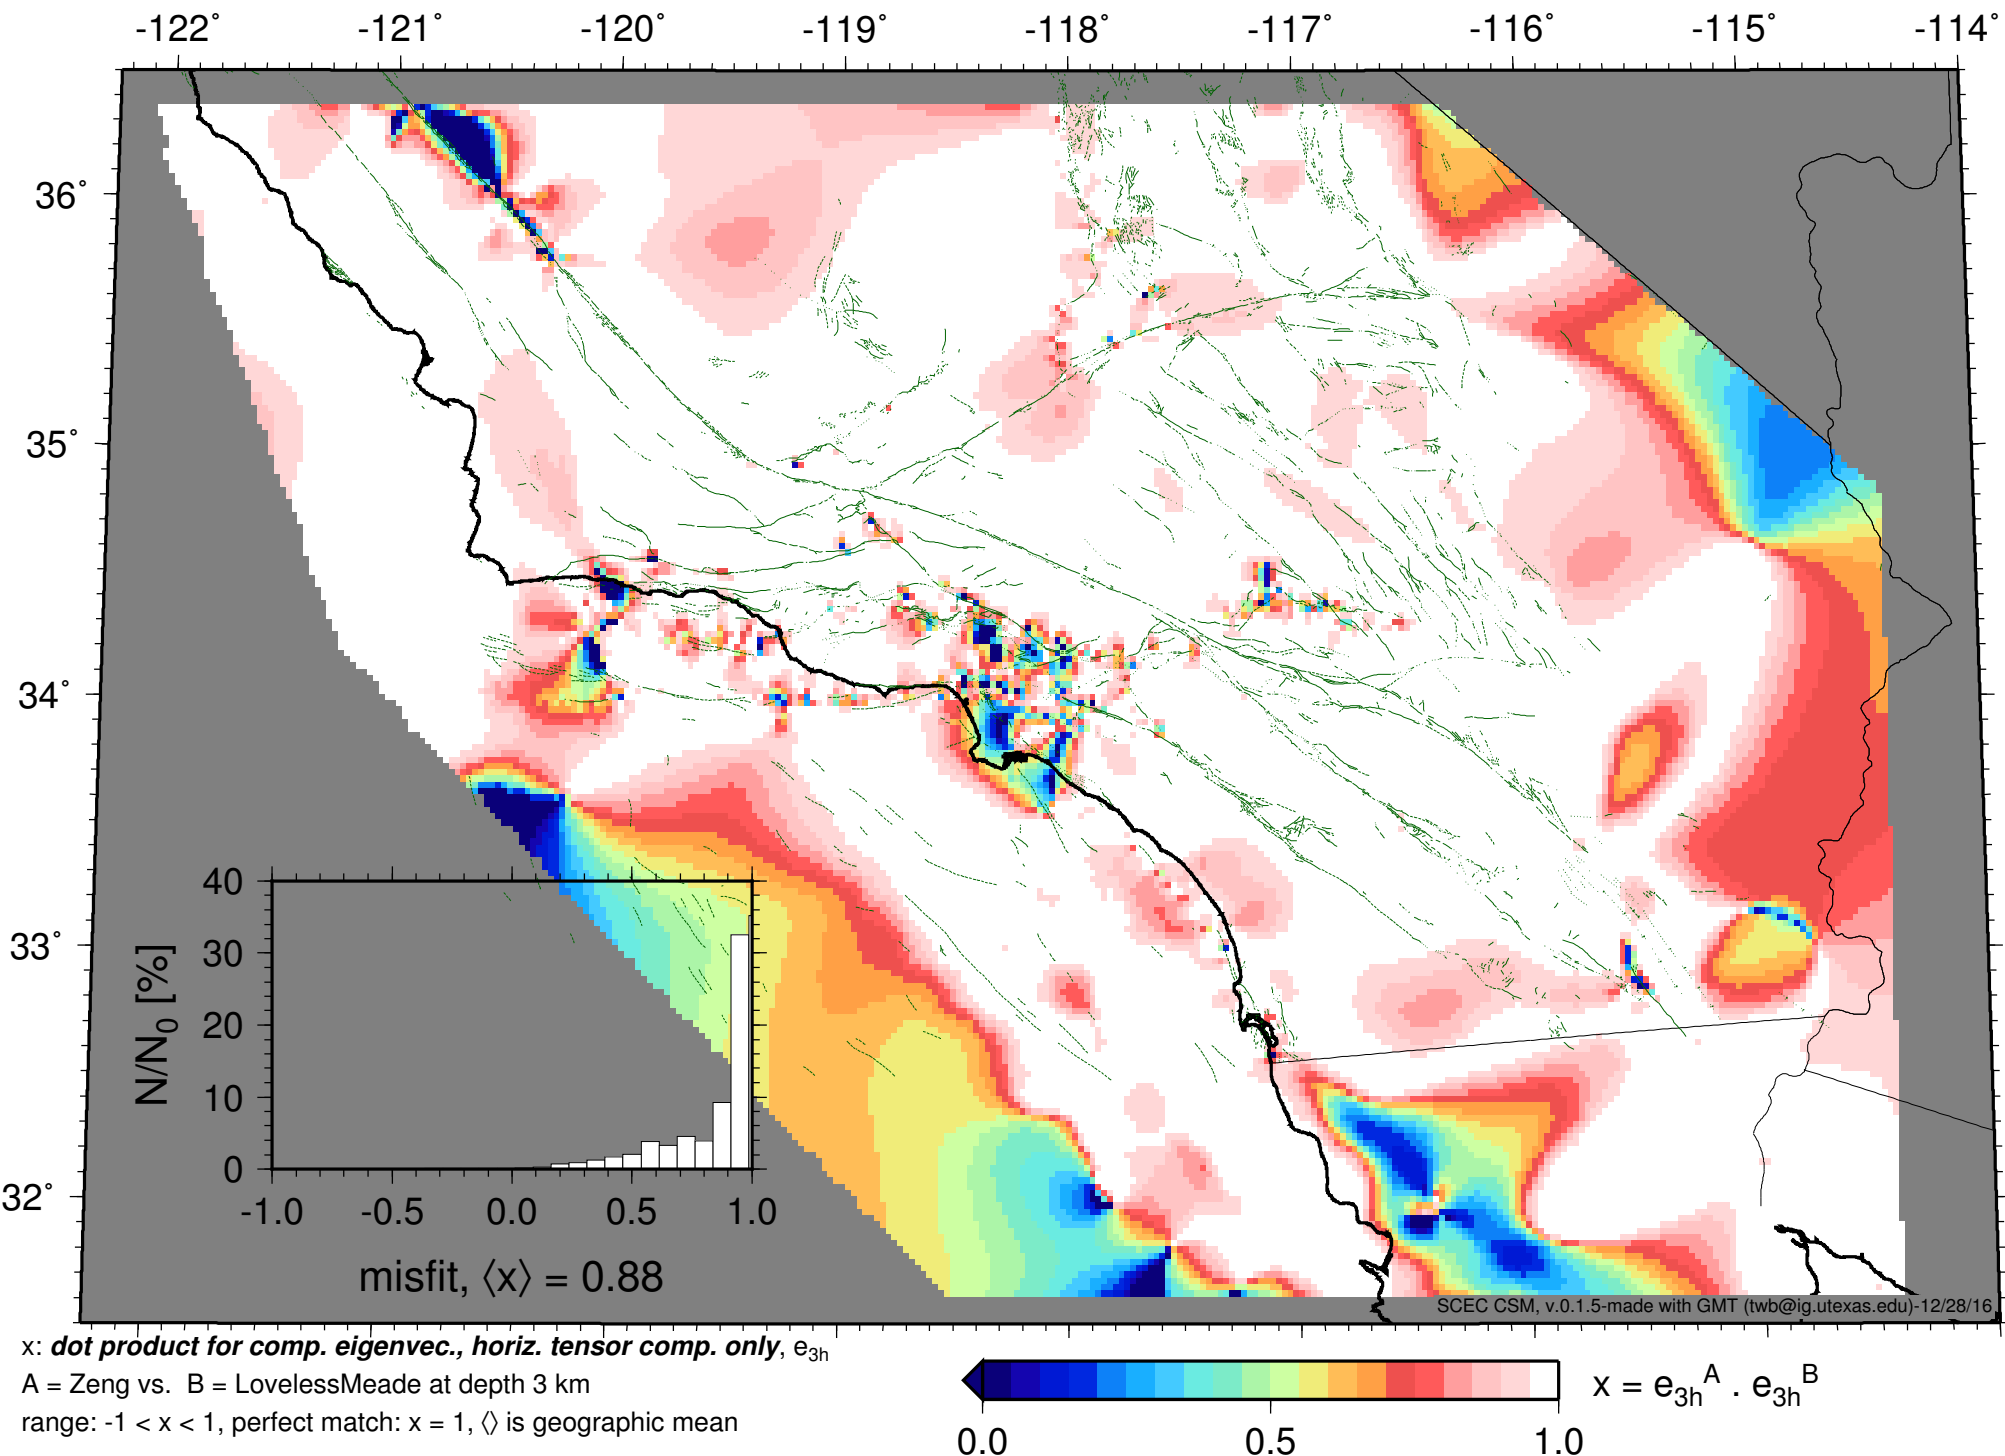 -122˚ -121˚ -120˚ -119˚ -118˚ -117˚ -116˚ -115˚ -114˚
36˚
35˚
34˚
33˚
32˚
40
30
20
10
0
N/N0 [%]
-1.0 -0.5 0.0 0.5 1.0
misfit, ⟨x⟩ = 0.88
SCEC CSM, v.0.1.5-made with GMT (twb@ig.utexas.edu)-12/28/16
x: dot product for comp. eigenvec., horiz. tensor comp. only, e3h
A = Zeng vs. B = LovelessMeade at depth 3 km
range: -1 < x < 1, perfect match: x = 1, ⟨⟩ is geographic mean
x = e3hA . e3hB
0.0 0.5 1.0